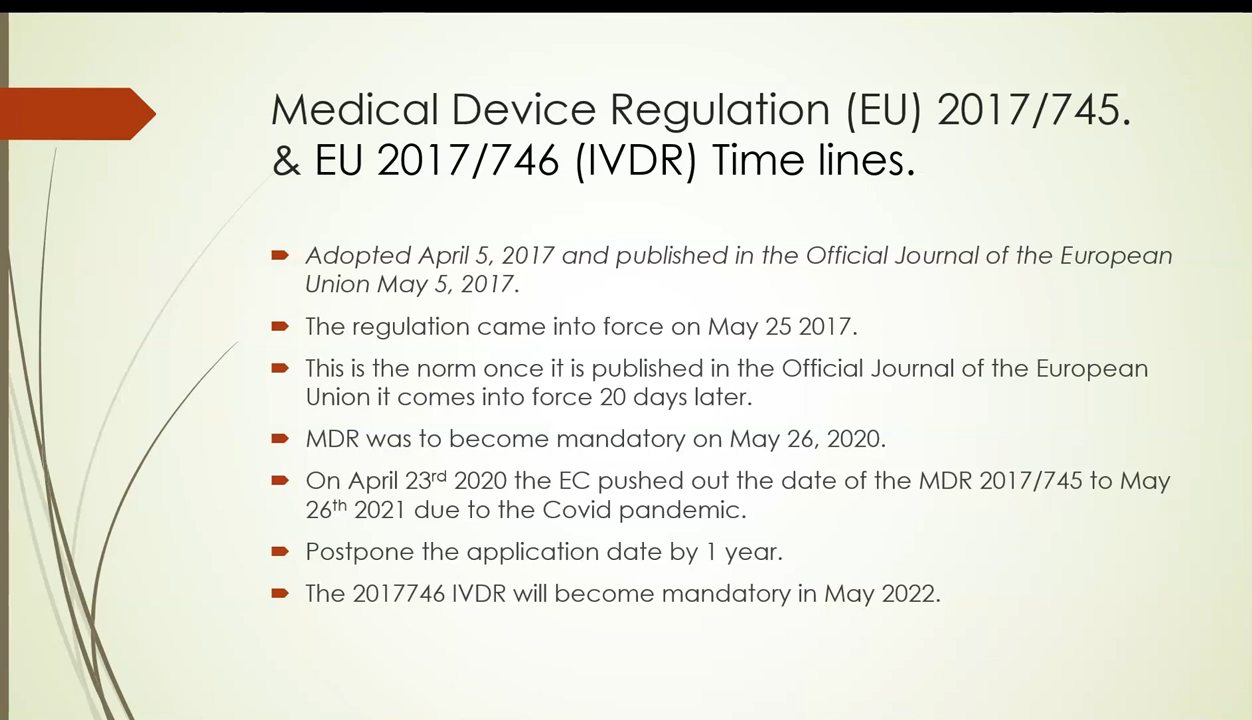 Medical Device Regulation (EU) 2017/745.
& EU 2017/746 (IVDR) Time lines.
Adopted April 5, 2017 and published in the Official Journal of the European
Union May 5, 2017.
The regulation came into force on May 25 2017.
This is the norm once it is published in the Official Journal of the European
Union it comes into force 20 days later.
MDR was to become mandatory on May 26, 2020.
On April 23rd 2020 the EC pushed out the date of the MDR 2017/745 to May
26th 2021 due to the Covid pandemic.
Postpone the application date by 1 year.
The 2017746 IVDR will become mandatory in May 2022.